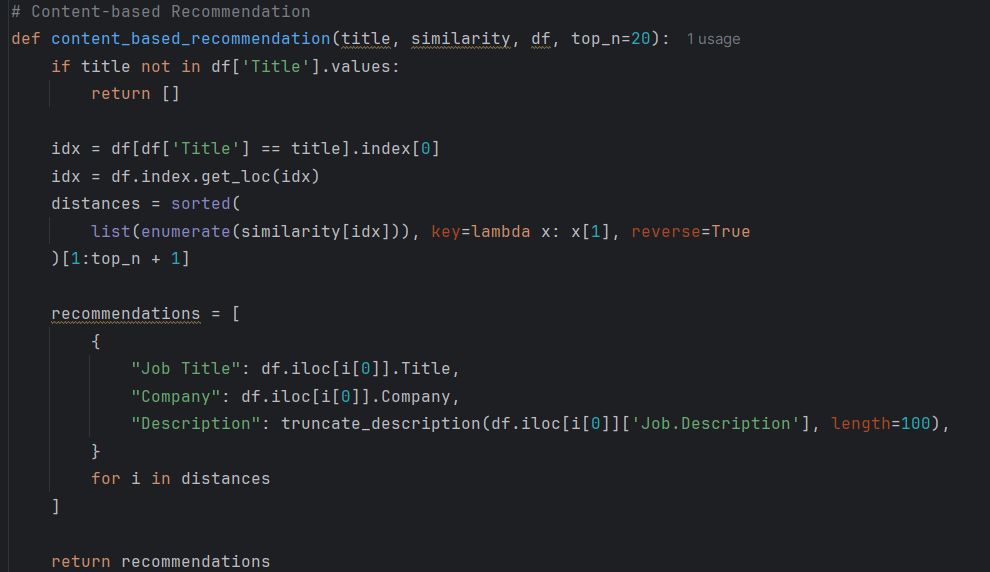 # Content-based Recommendation
def content_based_recommendation(title, similarity, df, top_n=20):   1 usage
    if title not in df['Title'].values:
        return []

    idx = df[df['Title'] == title].index[0]
    idx = df.index.get_loc(idx)
    distances = sorted(
        list(enumerate(similarity[idx])), key=lambda x: x[1], reverse=True
    )[1:top_n + 1]

    recommendations = [
        {
            "Job Title": df.iloc[i[0]].Title,
            "Company": df.iloc[i[0]].Company,
            "Description": truncate_description(df.iloc[i[0]]['Job.Description'], length=100),
        }
        for i in distances
    ]

    return recommendations